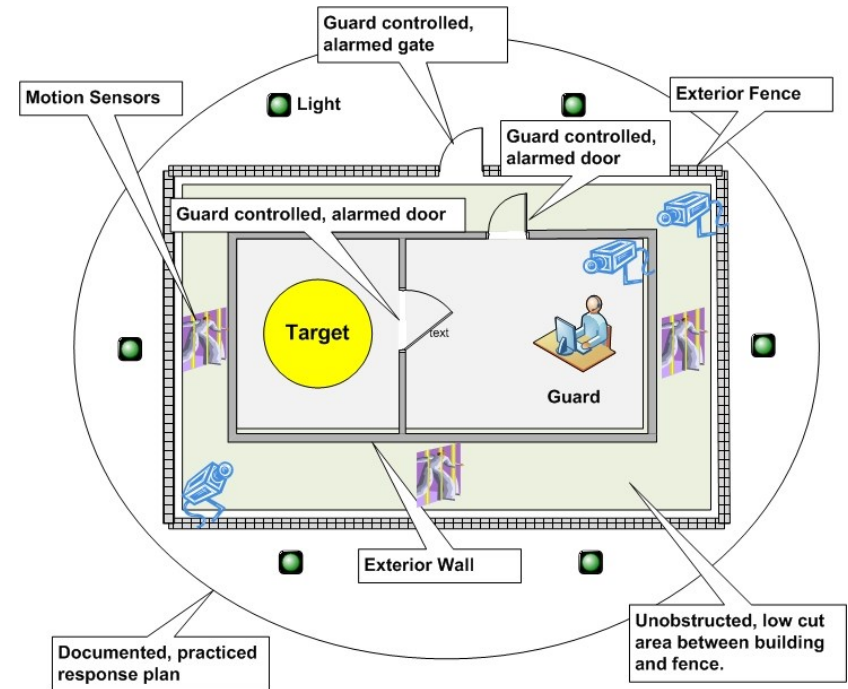 Guard controlled,
alarmed gate
Motion Sensors
Light
Exterior Fence
Guard controlled,
alarmed door
Guard controlled, alarmed door
Target
text
Guard
Exterior Wall
Unobstructed, low cut
area between building
and fence.
Documented, practiced
response plan